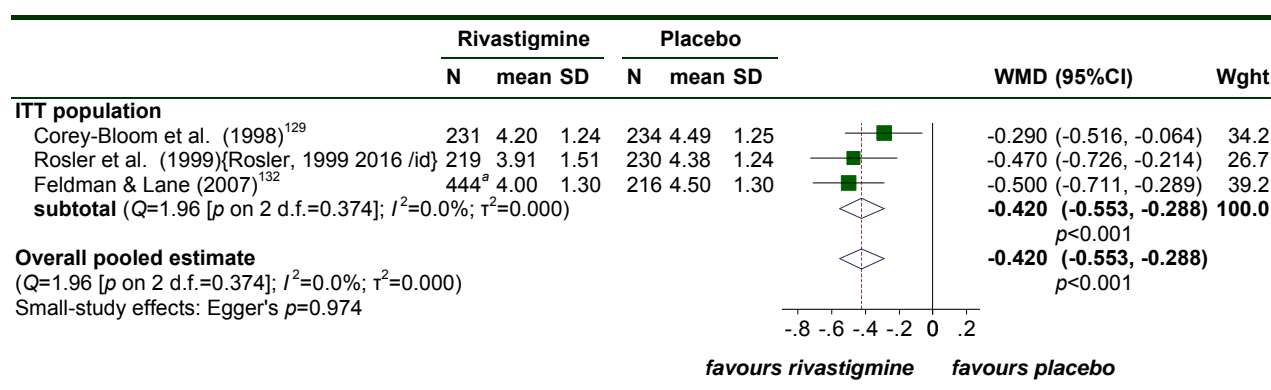 Rivastigmine Placebo
N mean SD N mean SD WMD (95%CI) Wght
ITT population
Corey-Bloom et al. (1998)129 231 4.20 1.24 234 4.49 1.25 -0.290 (-0.516, -0.064) 34.2
Rosler et al. (1999){Rosler, 1999 2016 /id} 219 3.91 1.51 230 4.38 1.24 -0.470 (-0.726, -0.214) 26.7
Feldman & Lane (2007)132 444a 4.00 1.30 216 4.50 1.30 -0.500 (-0.711, -0.289) 39.2
subtotal (Q=1.96 [p on 2 d.f.=0.374]; I2=0.0%; τ2=0.000) -0.420 (-0.553, -0.288) 100.0
p<0.001
Overall pooled estimate -0.420 (-0.553, -0.288)
(Q=1.96 [p on 2 d.f.=0.374]; I2=0.0%; τ2=0.000) p<0.001
Small-study effects: Egger's p=0.974
-.8 -.6 -.4 -.2 0 .2
favours rivastigmine favours placebo